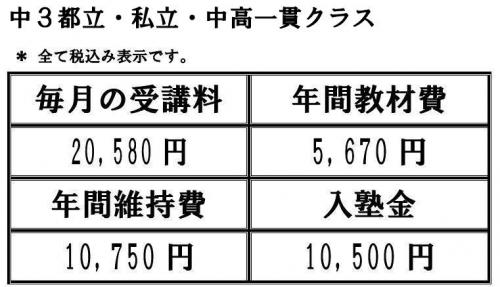 中３都立・私立・中高一貫クラス
* 全て税込み表示です。
毎月の受講料 年間教材費
20,580 円 5,670 円
年間維持費 入塾金
10,750 円 10,500 円